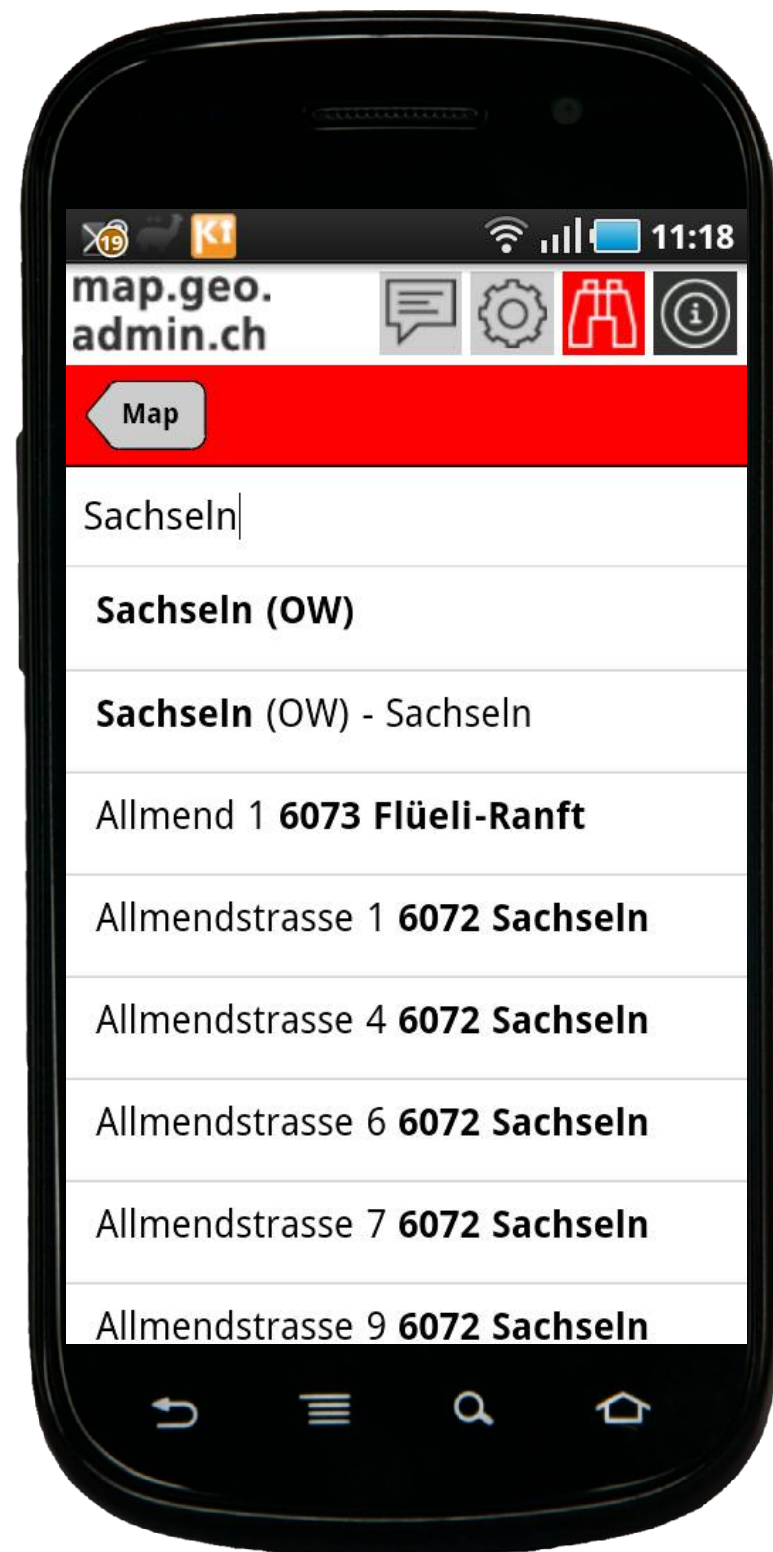 19
K
11:18
map.geo.
admin.ch
i
Map
Sachseln
Sachseln (OW)
Sachseln (OW) - Sachseln
Allmend 1 6073 Flüeli-Ranft
Allmendstrasse 1 6072 Sachseln
Allmendstrasse 4 6072 Sachseln
Allmendstrasse 6 6072 Sachseln
Allmendstrasse 7 6072 Sachseln
Allmendstrasse 9 6072 Sachseln